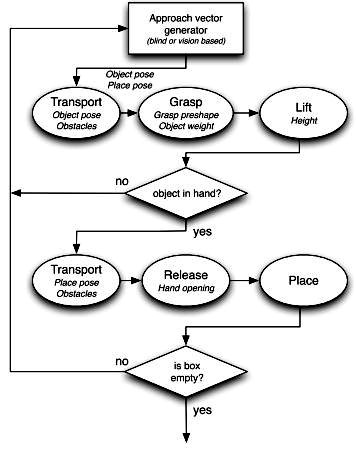 Approach vector
generator
(blind or vision based)
Object pose
Place pose
Transport
Object pose
Obstacles
Grasp
Grasp preshape
Object weight
Lift
Height
no
object in hand?
yes
Transport
Place pose
Obstacles
Release
Hand opening
Place
no
is box
empty?
yes